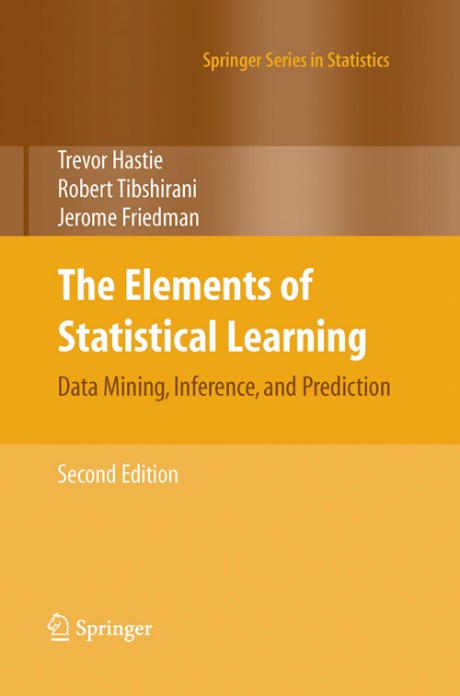 Springer Series in Statistics
Trevor Hastie
Robert Tibshirani
Jerome Friedman
The Elements of
Statistical Learning
Data Mining, Inference, and Prediction
Second Edition
Springer